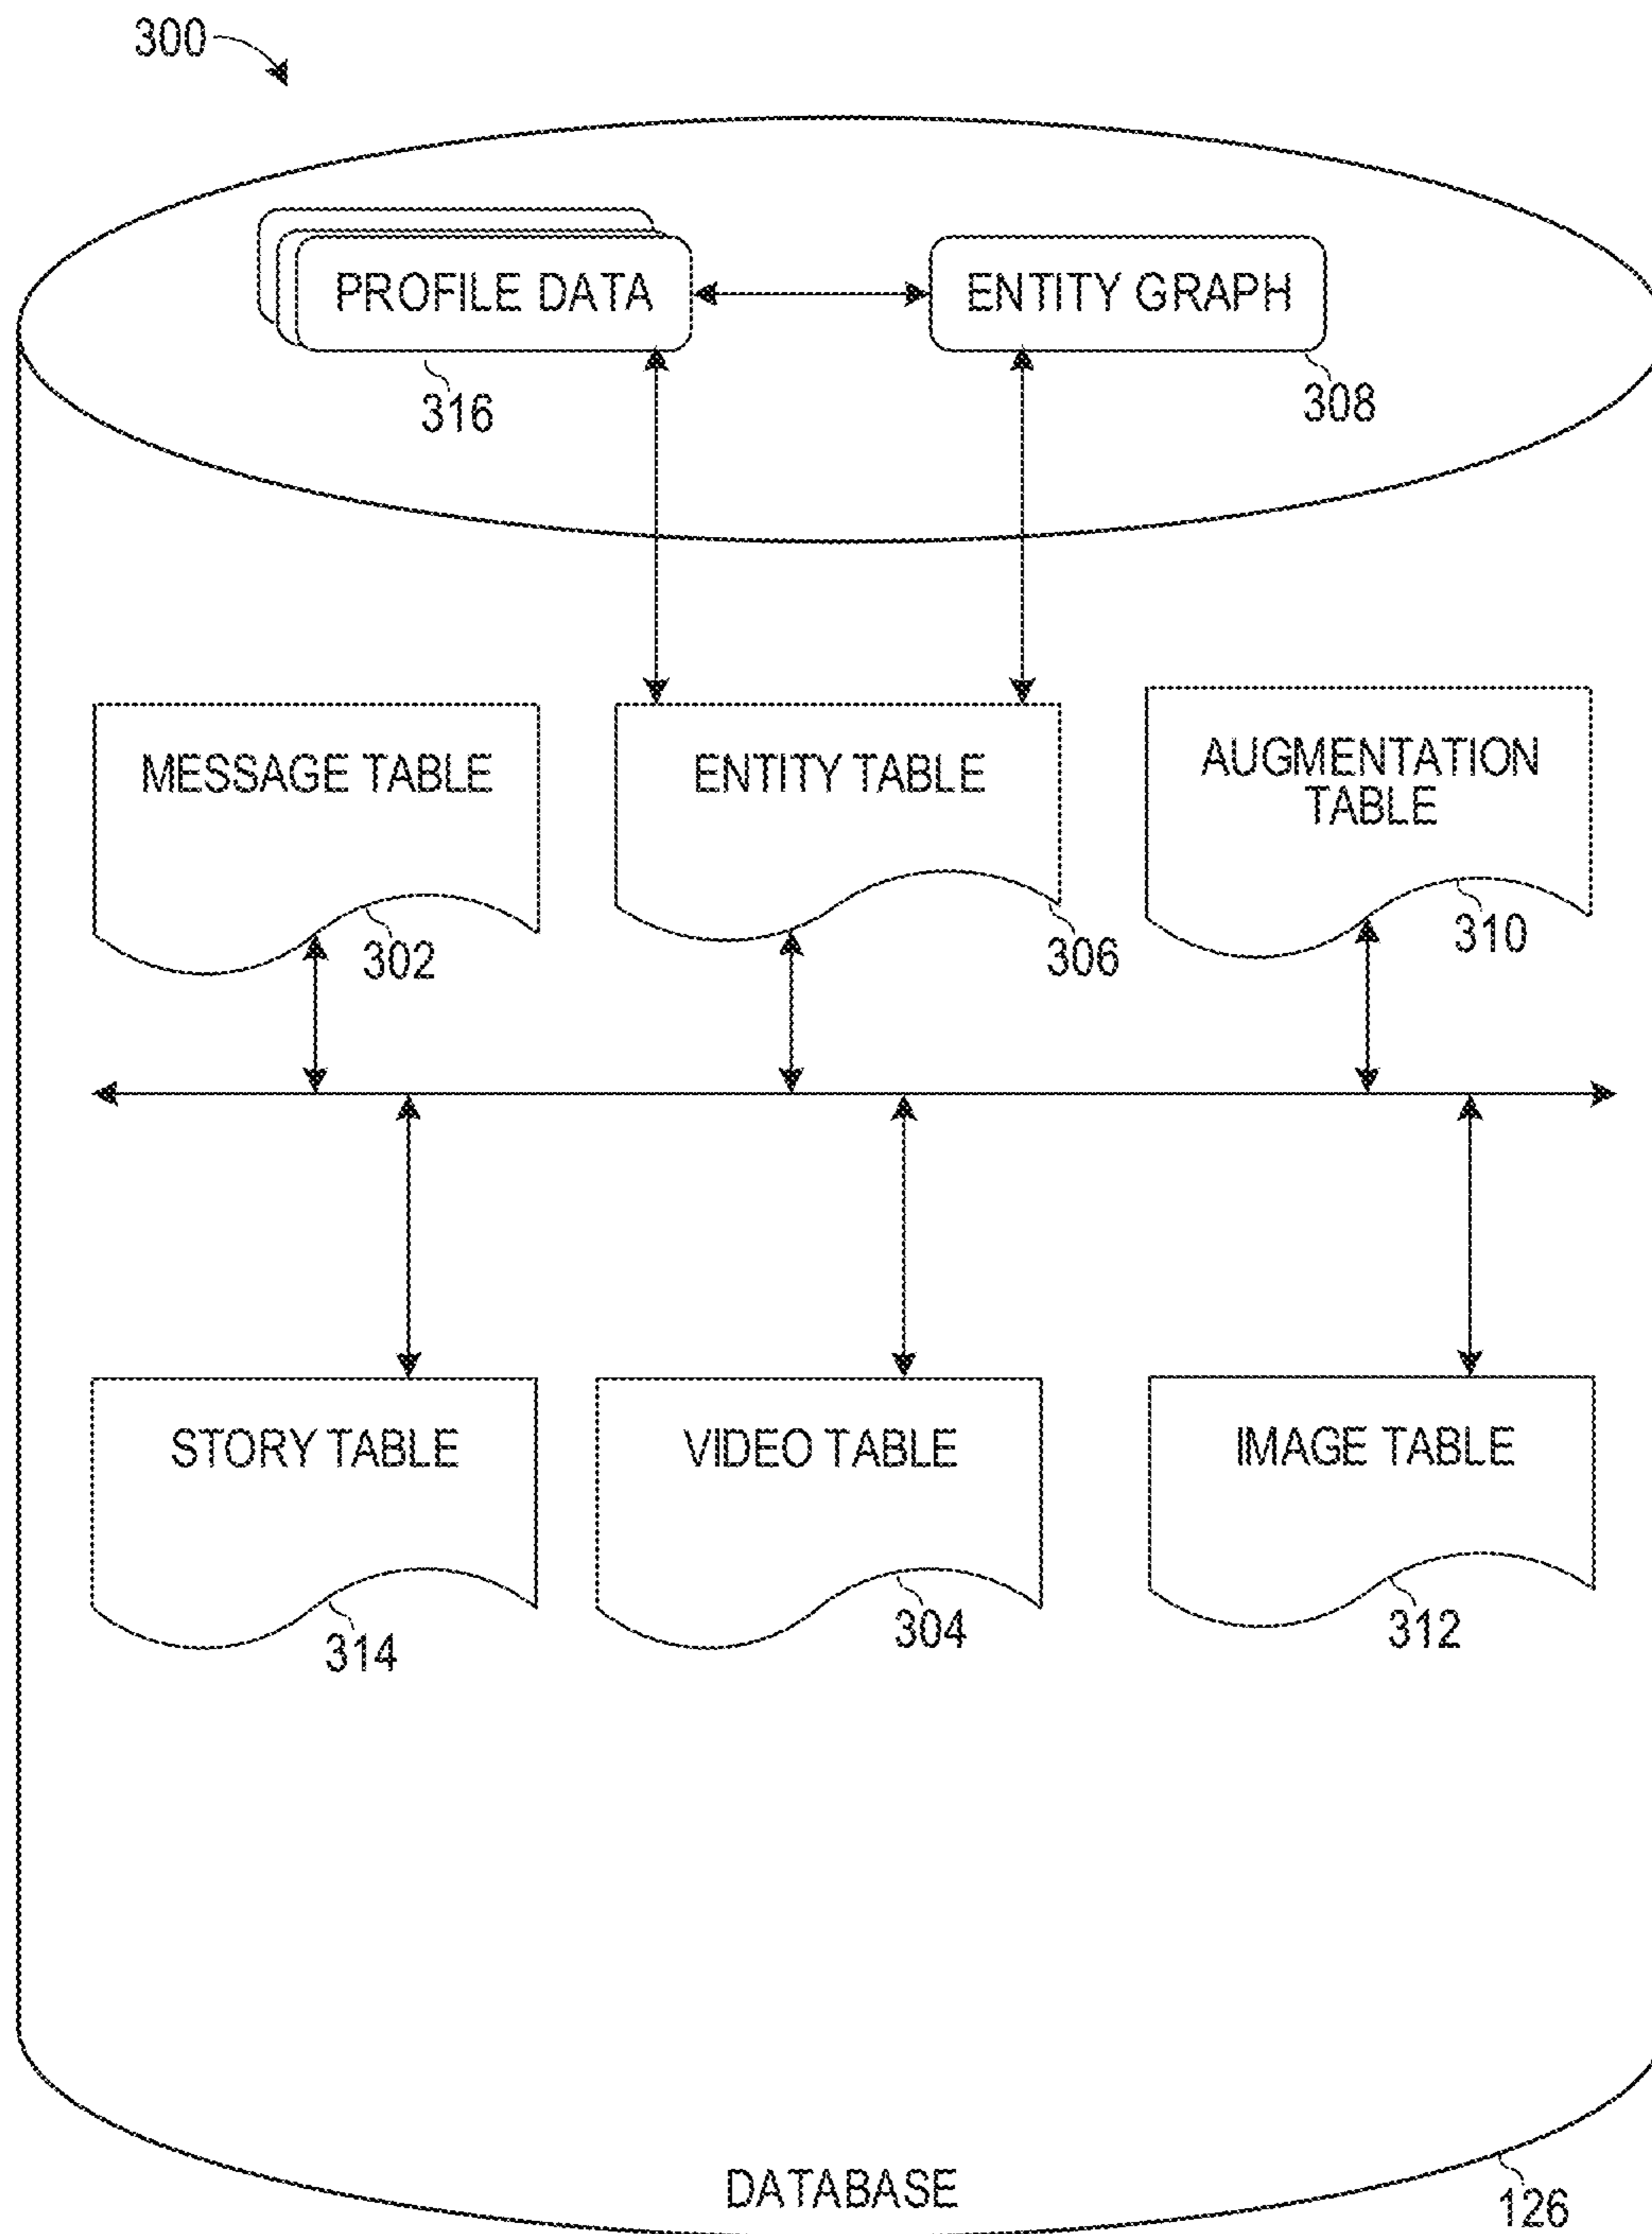 300
PROFILE DATA
ENTITY GRAPH
316
308
MESSAGE TABLE
ENTITY TABLE
AUGMENTATION
TABLE
302
306
310
STORY TABLE
VIDEO TABLE
IMAGE TABLE
314
304
312
DATABASE
126